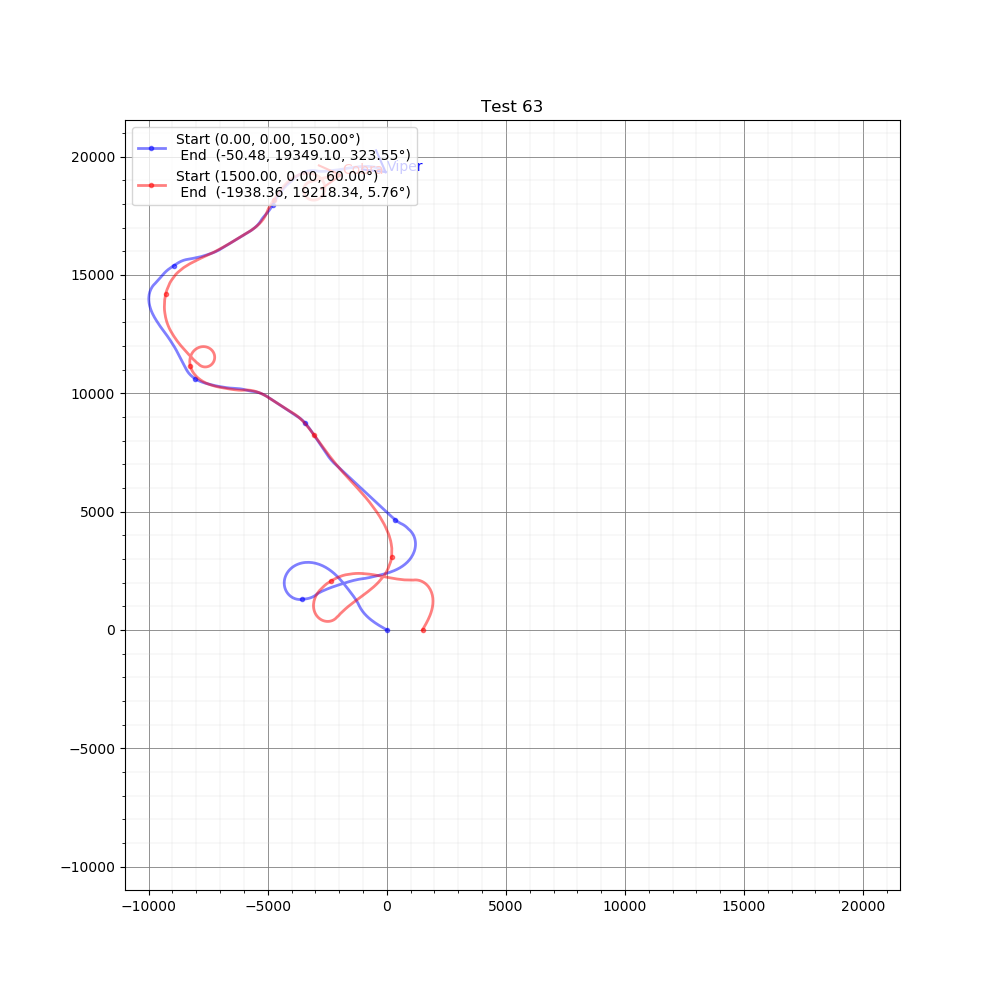 Test 63
Start (0.00, 0.00, 150.00°)
End (-50.48, 19349.10, 323.55°)
Start (1500.00, 0.00, 60.00°)
End (-1938.36, 19218.34, 5.76°)
Viper
20000
15000
10000
5000
0
−5000
−10000
−10000 −5000 0 5000 10000 15000 20000